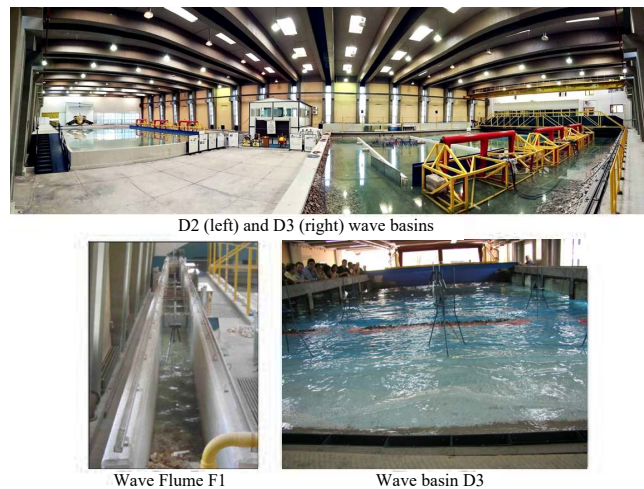 D2 (left) and D3 (right) wave basins
Wave Flume F1
Wave basin D3